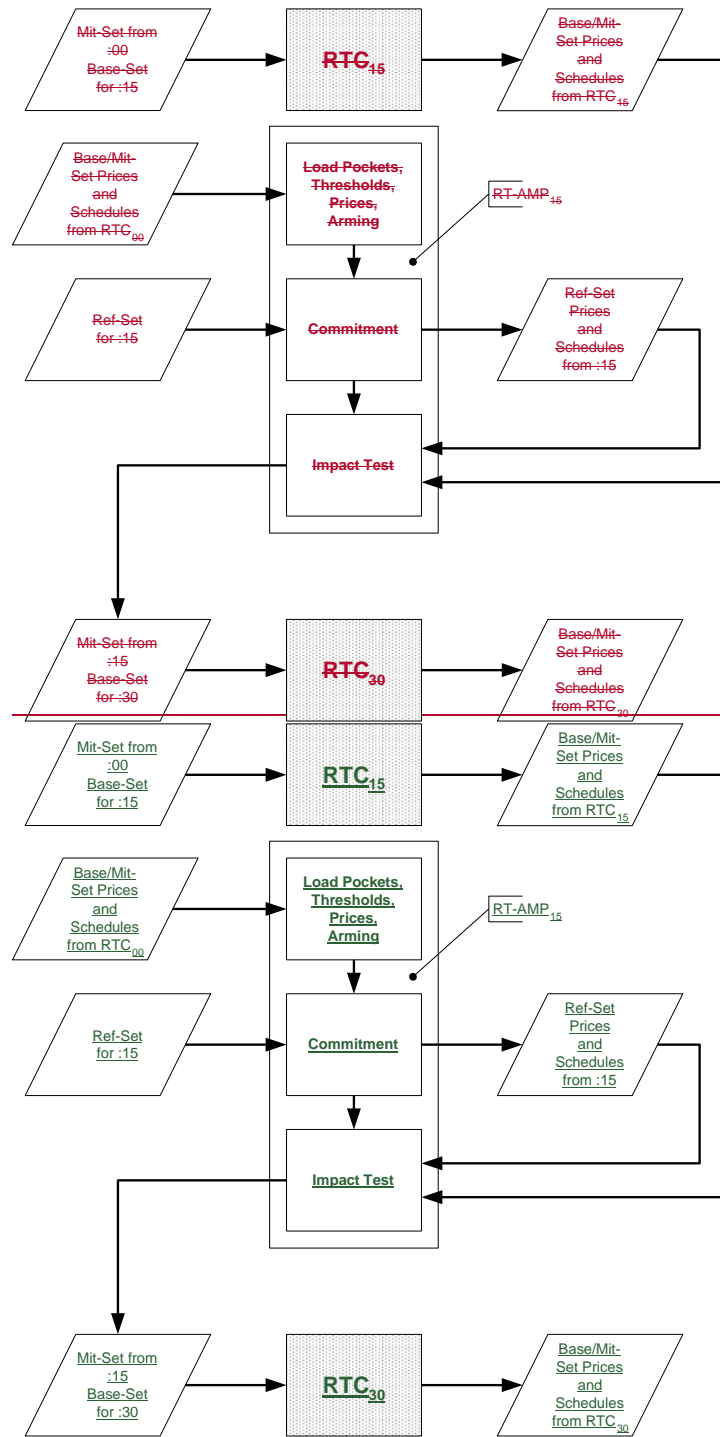 Mit-Set from
:00
Base-Set
for :15
RTC15
Base/Mit-
Set Prices
and
Schedules
from RTC15
Base/Mit-
Set Prices
and
Schedules
from RTC00
Load Pockets,
Thresholds,
Prices,
Arming
RT-AMP15
Ref-Set
for :15
Commitment
Ref-Set
Prices
and
Schedules
from :15
Impact Test
Mit-Set from
:15
Base-Set
for :30
RTC30
Base/Mit-
Set Prices
and
Schedules
from RTC30
Mit-Set from
:00
Base-Set
for :15
RTC15
Base/Mit-
Set Prices
and
Schedules
from RTC15
Base/Mit-
Set Prices
and
Schedules
from RTC00
Load Pockets,
Thresholds,
Prices,
Arming
RT-AMP15
Ref-Set
for :15
Commitment
Ref-Set
Prices
and
Schedules
from :15
Impact Test
Mit-Set from
:15
Base-Set
for :30
RTC30
Base/Mit-
Set Prices
and
Schedules
from RTC30